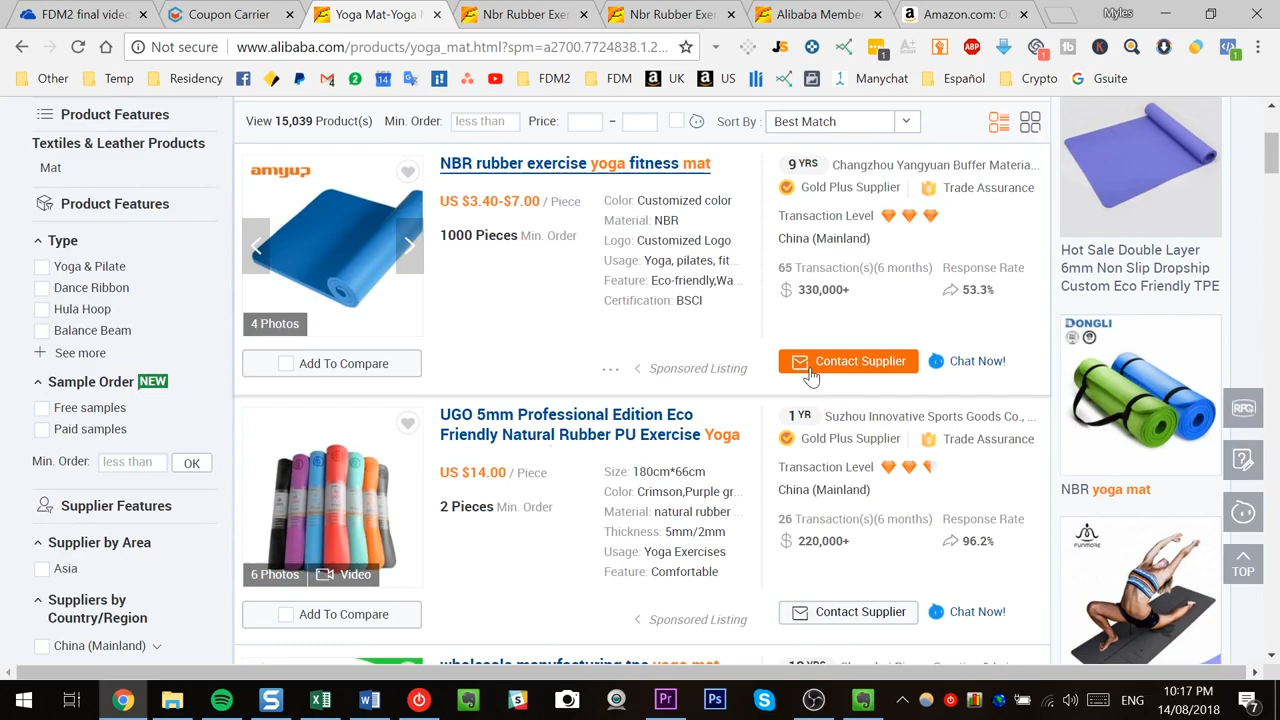 FDM2 final vide
Coupon Carrier
Yoga Mat-Yoga M
Nbr Rubber Exer
Nbr Rubber Exer
Alibaba Membe
Amazon.com: O
Myles
Not secure
www.alibaba.com/products/yoga_mat.html?spm=a2700.7724838.1.2...
Other
Temp
Residency
FDM2
FDM
UK
US
Manychat
Español
Crypto
Gsuite
Product Features
Textiles & Leather Products
Mat
Product Features
Type
Yoga & Pilate
Dance Ribbon
Hula Hoop
Balance Beam
See more
Sample Order NEW
Free samples
Paid samples
Min. Order: less than OK
Supplier Features
Supplier by Area
Asia
Suppliers by
Country/Region
China (Mainland)
View 15,039 Product(s) Min. Order: less than Price: – Sort By : Best Match
amyup
4 Photos
Add To Compare
NBR rubber exercise yoga fitness mat
US $3.40-$7.00 / Piece
1000 Pieces Min. Order
Color: Customized color
Material: NBR
Logo: Customized Logo
Usage: Yoga, pilates, fit...
Feature: Eco-friendly,Wa...
Certification: BSCI
Sponsored Listing
9 YRS Changzhou Yangyuan Buffer Materia...
Gold Plus Supplier Trade Assurance
Transaction Level
China (Mainland)
65 Transaction(s)(6 months) Response Rate
330,000+ 53.3%
Contact Supplier Chat Now!
6 Photos Video
Add To Compare
UGO 5mm Professional Edition Eco
Friendly Natural Rubber PU Exercise Yoga
US $14.00 / Piece
2 Pieces Min. Order
Size: 180cm*66cm
Color: Crimson,Purple gr...
Material: natural rubber ...
Thickness: 5mm/2mm
Usage: Yoga Exercises
Feature: Comfortable
Sponsored Listing
1 YR Suzhou Innovative Sports Goods Co., ...
Gold Plus Supplier Trade Assurance
Transaction Level
China (Mainland)
26 Transaction(s)(6 months) Response Rate
220,000+ 96.2%
Contact Supplier Chat Now!
Hot Sale Double Layer
6mm Non Slip Dropship
Custom Eco Friendly TPE
DONGLI
NBR yoga mat
FUNMORE
RFQ
TOP
ENG
10:17 PM
14/08/2018